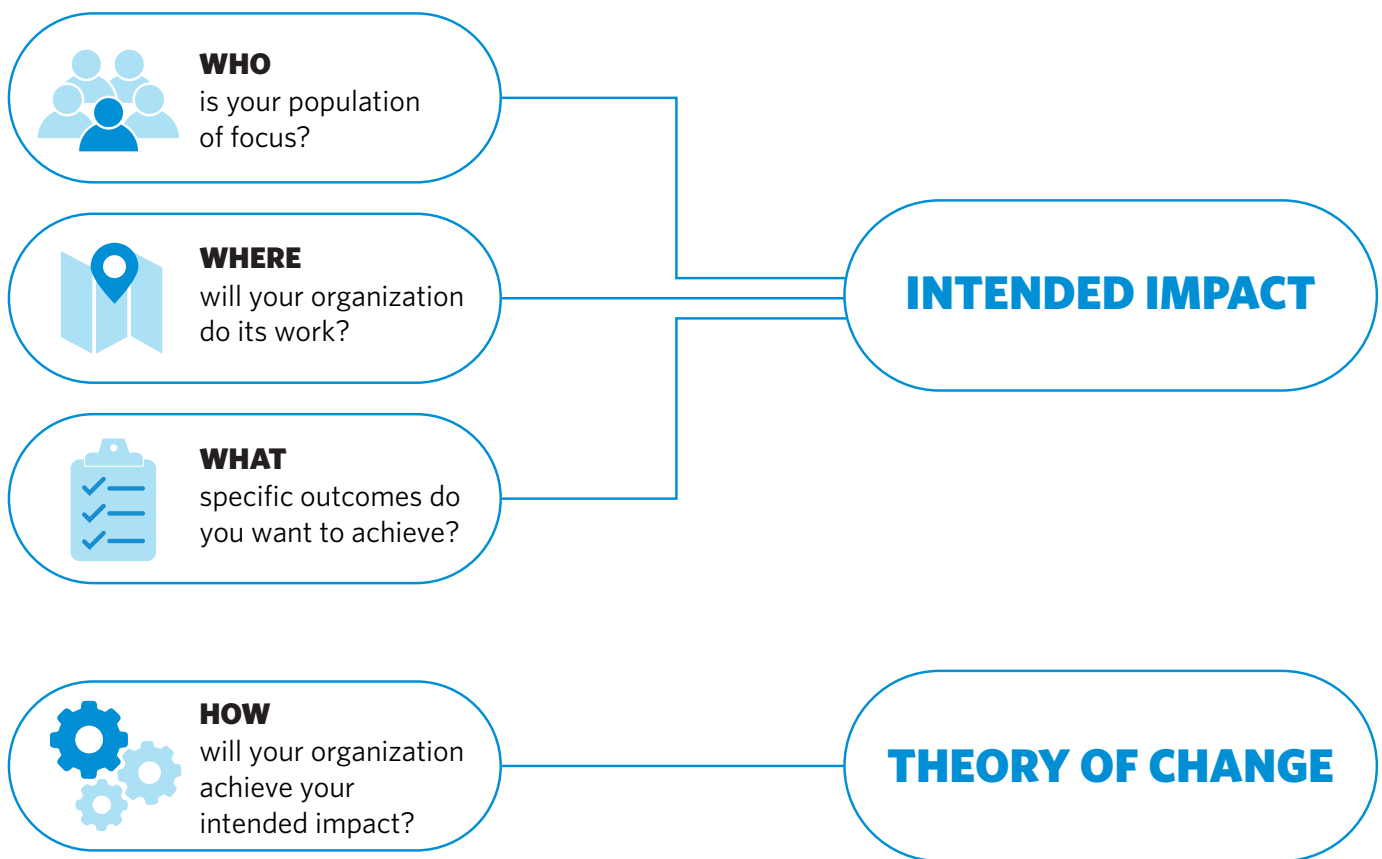 WHO
is your population
of focus?
WHERE
will your organization
do its work?
WHAT
specific outcomes do
you want to achieve?
INTENDED IMPACT
HOW
will your organization
achieve your
intended impact?
THEORY OF CHANGE